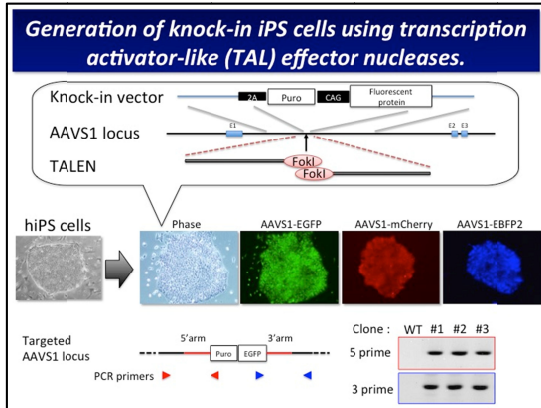 Generation of knock-in iPS cells using transcription
activator-like (TAL) effector nucleases.
Knock-in vector
2A
Puro
CAG
Fluorescent
protein
AAVS1 locus
E1
E2 E3
TALEN
FokI
FokI
hiPS cells
Phase
AAVS1-EGFP
AAVS1-mCherry
AAVS1-EBFP2
Targeted
AAVS1 locus
5'arm
3'arm
Puro
EGFP
PCR primers
Clone : WT #1 #2 #3
5 prime
3 prime